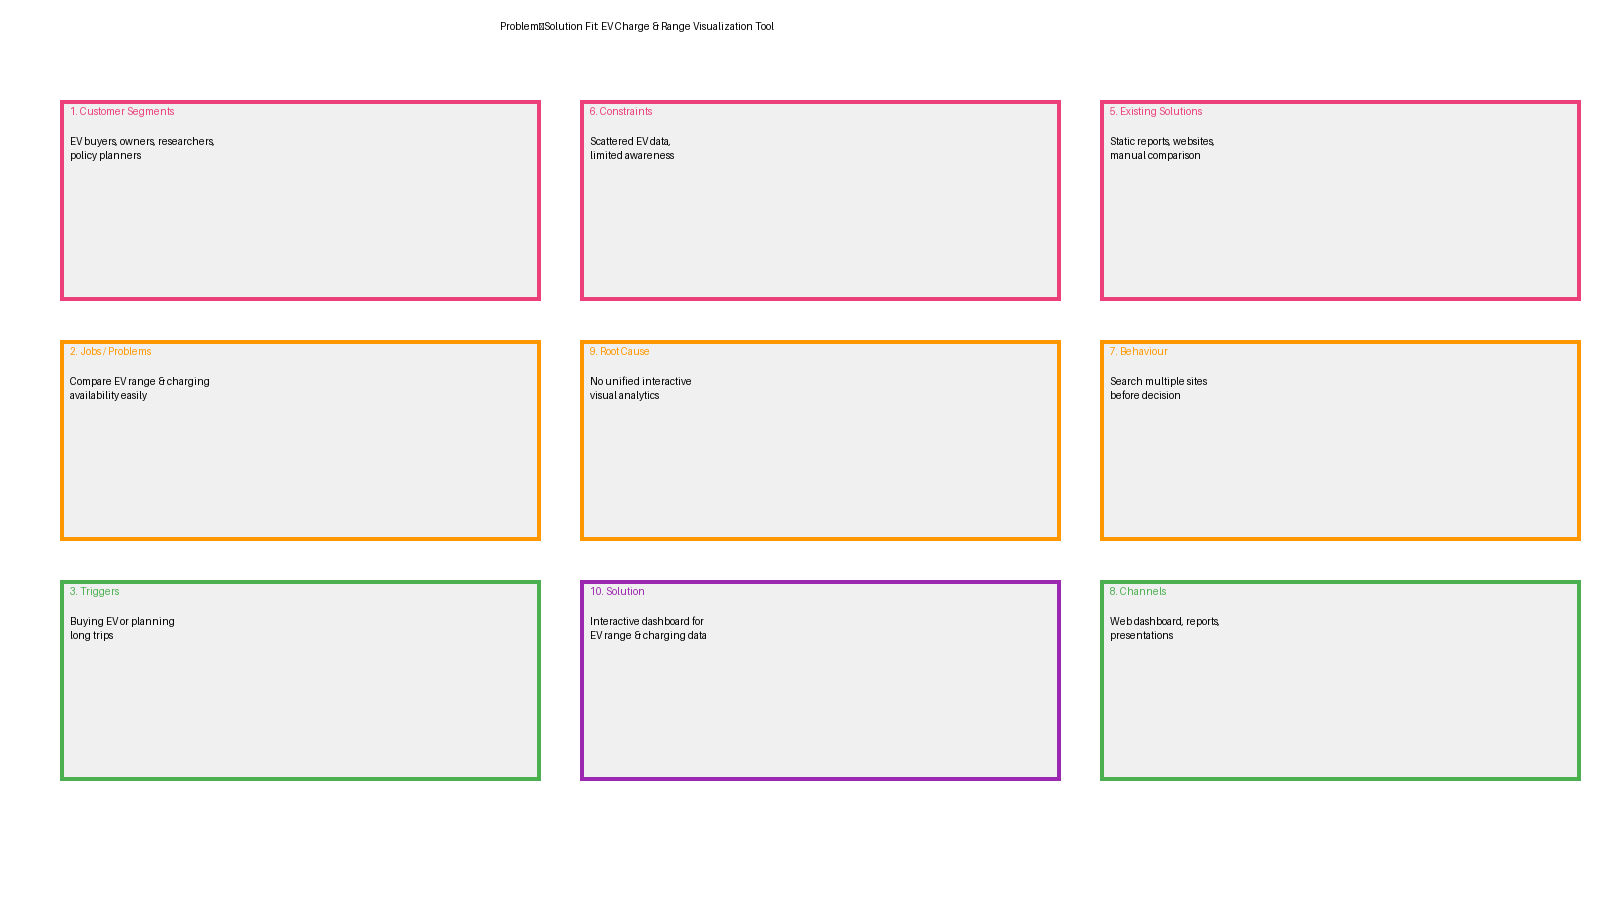 Problem▯Solution Fit: EV Charge & Range Visualization Tool
1. Customer Segments
EV buyers, owners, researchers,
policy planners
6. Constraints
Scattered EV data,
limited awareness
5. Existing Solutions
Static reports, websites,
manual comparison
2. Jobs / Problems
Compare EV range & charging
availability easily
9. Root Cause
No unified interactive
visual analytics
7. Behaviour
Search multiple sites
before decision
3. Triggers
Buying EV or planning
long trips
10. Solution
Interactive dashboard for
EV range & charging data
8. Channels
Web dashboard, reports,
presentations